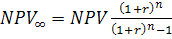 NPV∞ = NPV (1+r)ⁿ / (1+r)ⁿ−1